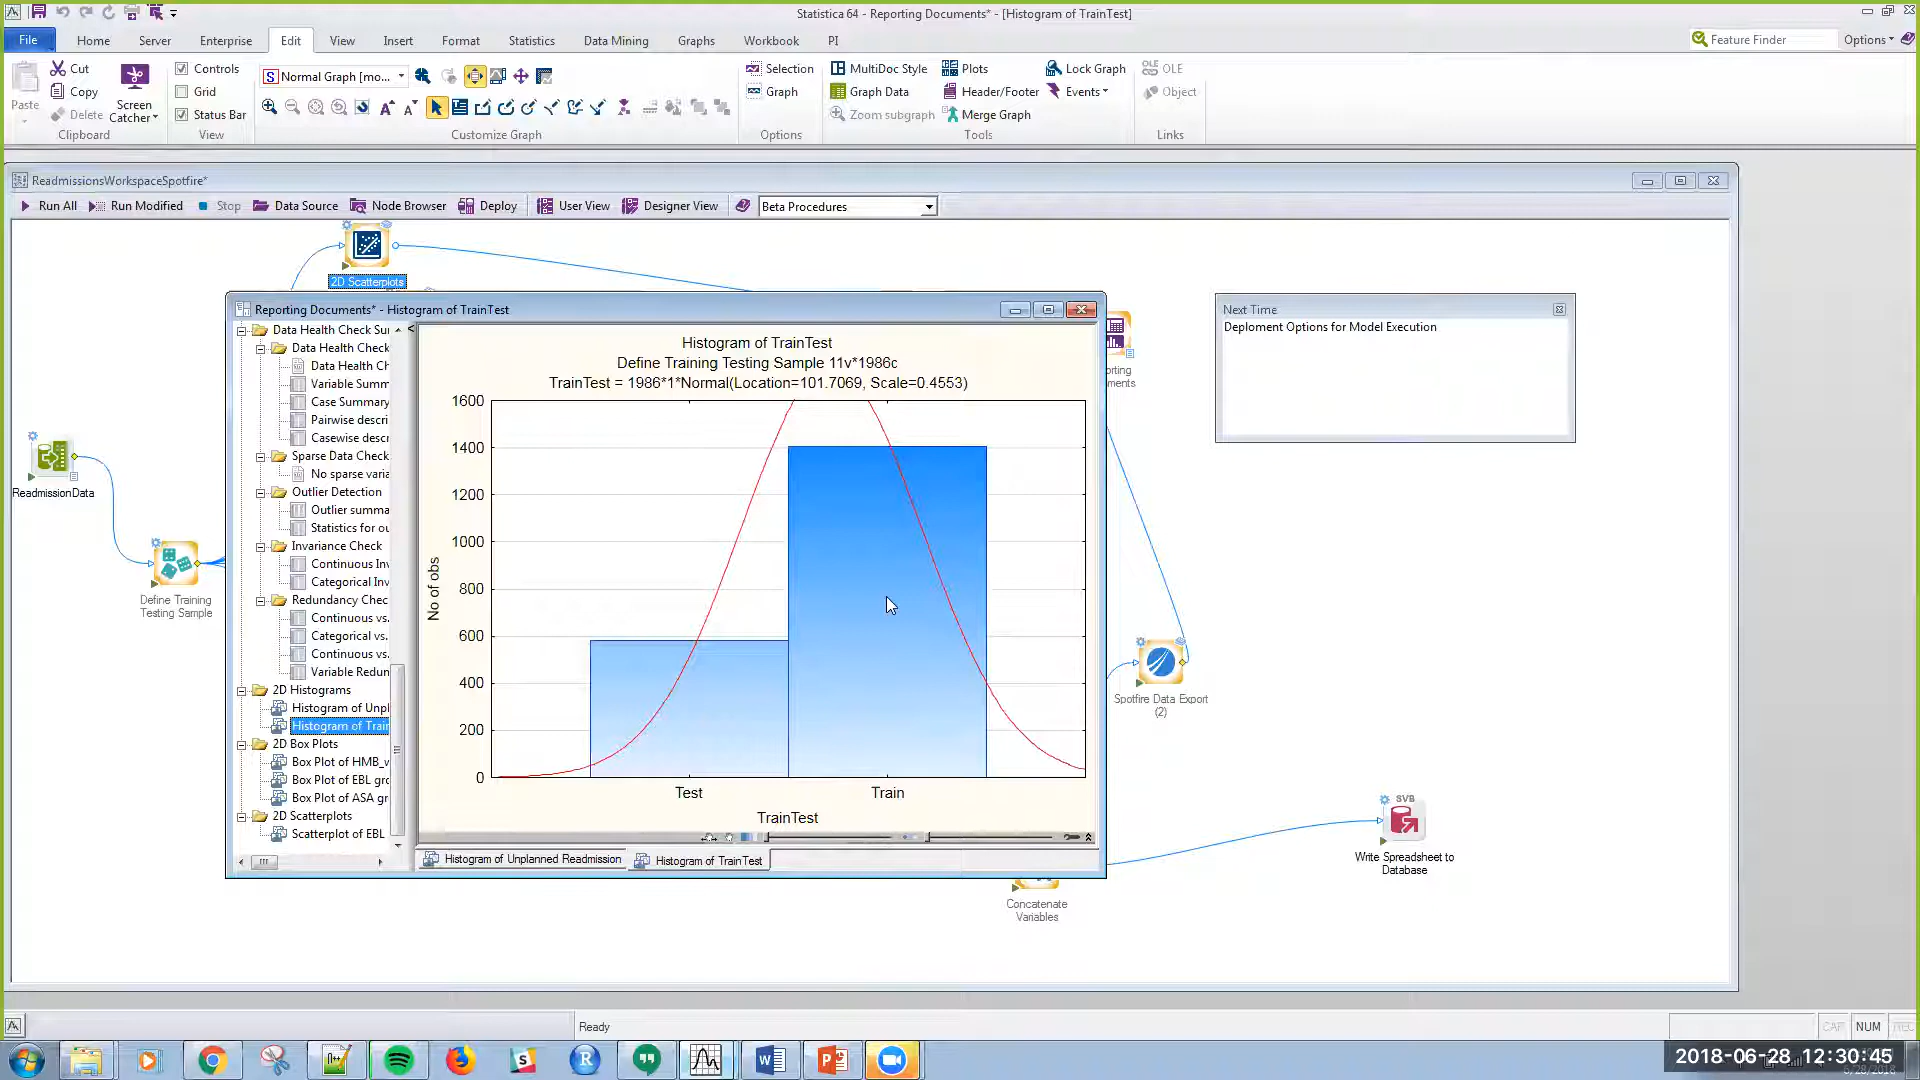 Statistica 64 - Reporting Documents* - [Histogram of TrainTest]
File Home Server Enterprise Edit View Insert Format Statistics Data Mining Graphs Workbook PI
Feature Finder
Options
Paste
Cut
Copy
Delete
Screen Catcher
Clipboard
Controls
Grid
Status Bar
View
Normal Graph [mo...
Customize Graph
Selection
Graph
Options
MultiDoc Style
Graph Data
Zoom subgraph
Plots
Header/Footer
Merge Graph
Tools
Lock Graph
Events
OLE
Object
Links
ReadmissionsWorkspaceSpotfire*
Run All Run Modified Stop Data Source Node Browser Deploy User View Designer View Beta Procedures
2D Scatterplots
ReadmissionData
Define Training
Testing Sample
Reporting Documents* - Histogram of TrainTest
Data Health Check Sur
Data Health Check
Data Health Ch
Variable Summ
Case Summary
Pairwise descri
Casewise descr
Sparse Data Check
No sparse varia
Outlier Detection
Outlier summa
Statistics for ou
Invariance Check
Continuous Inv
Categorical Inv
Redundancy Chec
Continuous vs.
Categorical vs.
Continuous vs.
Variable Redun
2D Histograms
Histogram of Unpl
Histogram of Train
2D Box Plots
Box Plot of HMB_v
Box Plot of EBL gro
Box Plot of ASA gr
2D Scatterplots
Scatterplot of EBL
Histogram of TrainTest
Define Training Testing Sample 11v*1986c
TrainTest = 1986*1*Normal(Location=101.7069, Scale=0.4553)
1600
1400
1200
1000
800
600
400
200
0
No of obs
Test Train
TrainTest
Histogram of Unplanned Readmission
Histogram of TrainTest
orting
ments
Next Time
Deploment Options for Model Execution
Spotfire Data Export
(2)
SVB
Write Spreadsheet to
Database
Concatenate
Variables
Ready
CAP NUM
2018-06-28 12:30:45